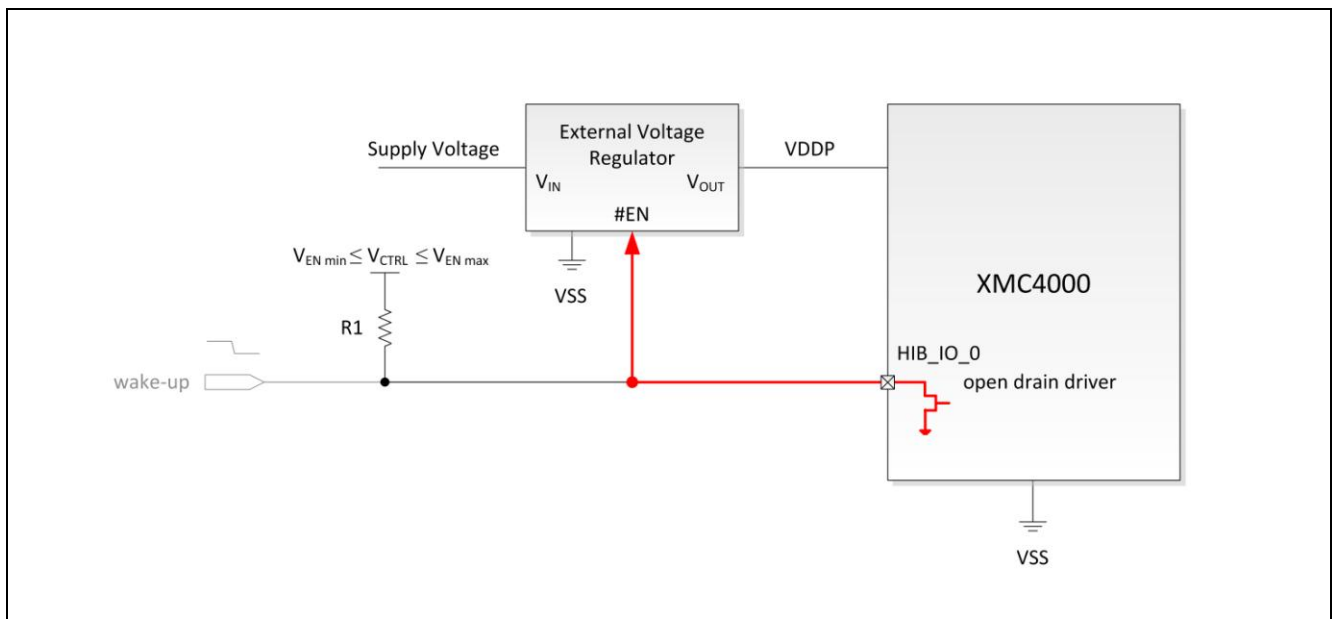 External Voltage
Regulator
Supply Voltage
VDDP
VIN
VOUT
#EN
VEN min ≤ VCTRL ≤ VEN max
VSS
XMC4000
R1
HIB_IO_0
wake-up
open drain driver
VSS